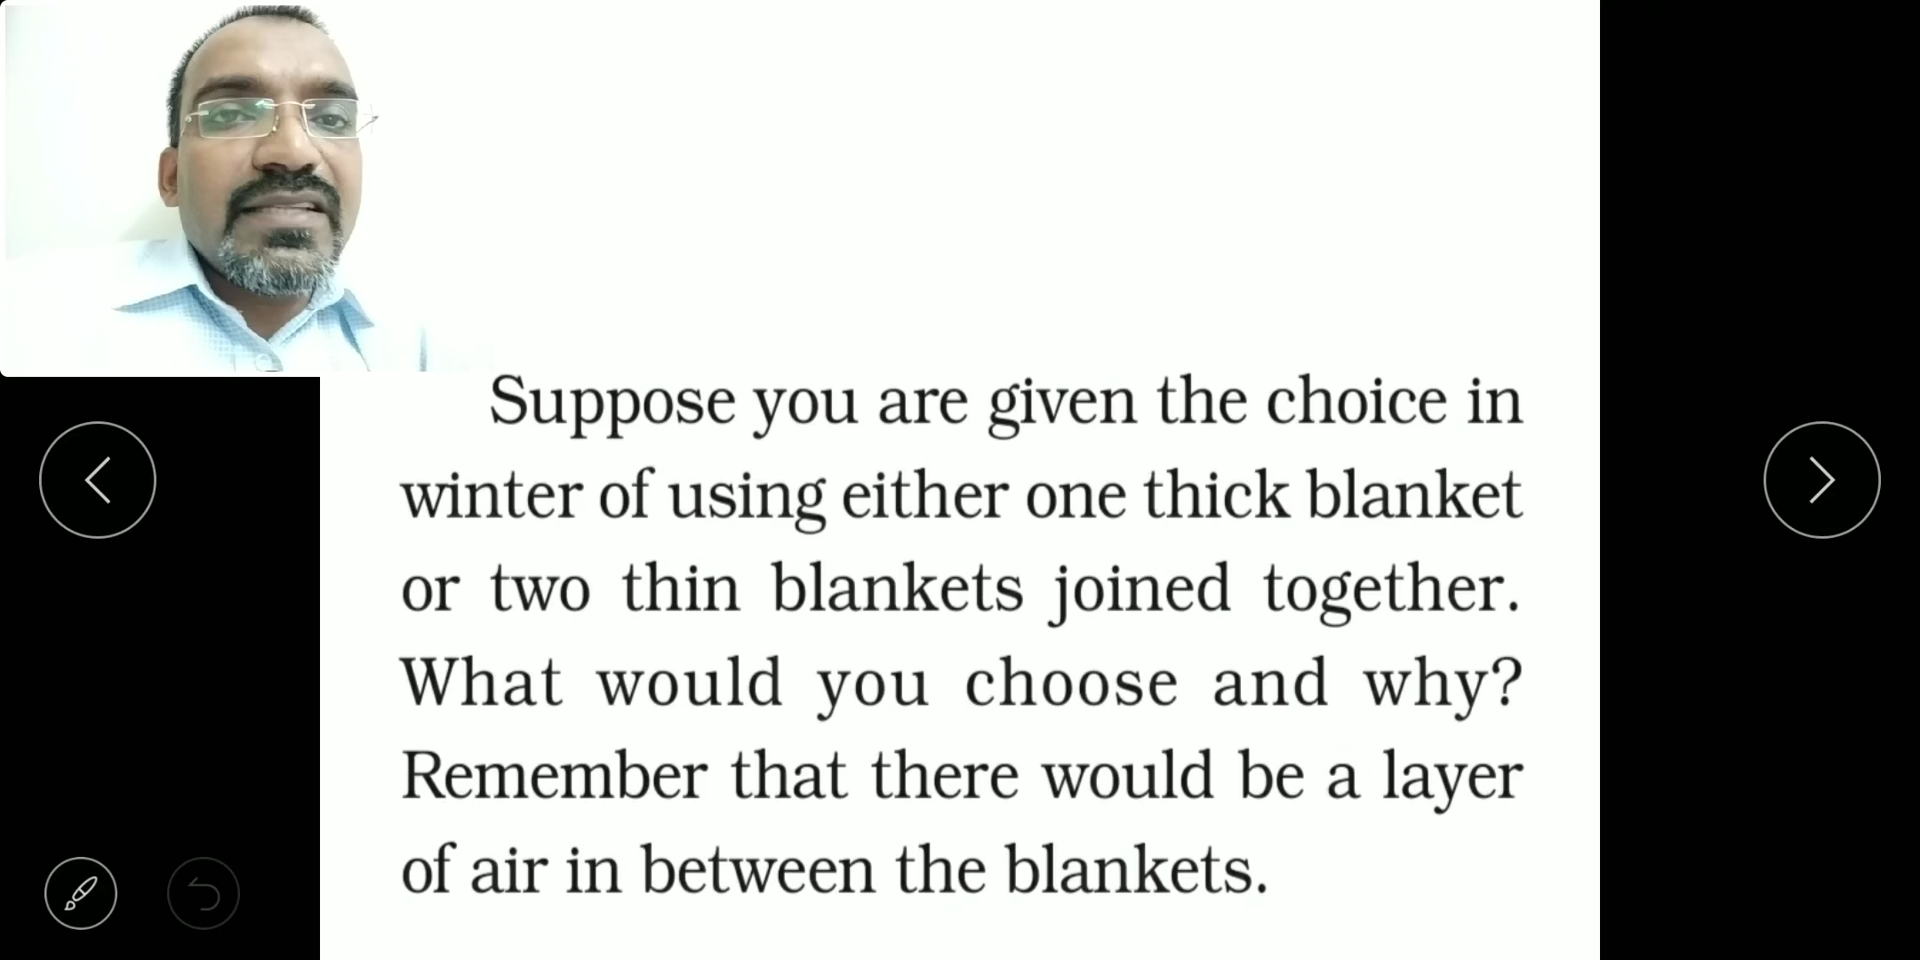 Suppose you are given the choice in
winter of using either one thick blanket
or two thin blankets joined together.
What would you choose and why?
Remember that there would be a layer
of air in between the blankets.